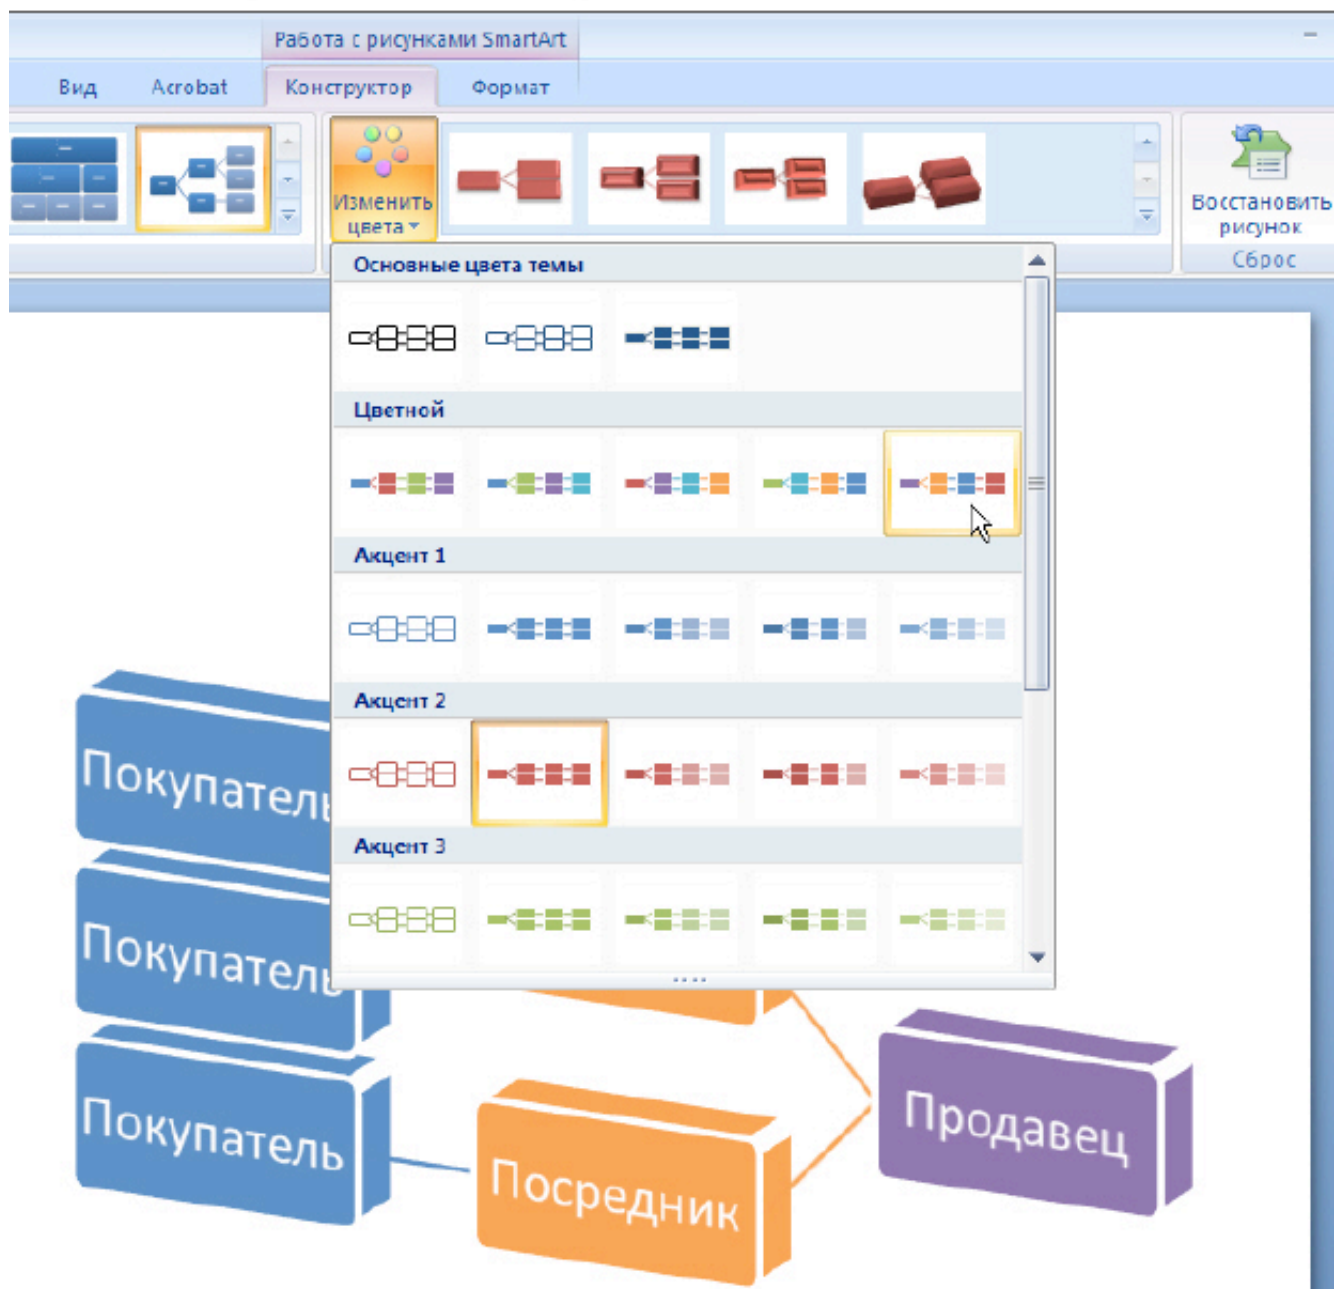 Работа с рисунками SmartArt
Вид
Acrobat
Конструктор
Формат
Изменить
цвета
Восстановить
рисунок
Сброс
Основные цвета темы
Цветной
Акцент 1
Акцент 2
Акцент 3
Покупатель
Покупатель
Покупатель
Посредник
Продавец